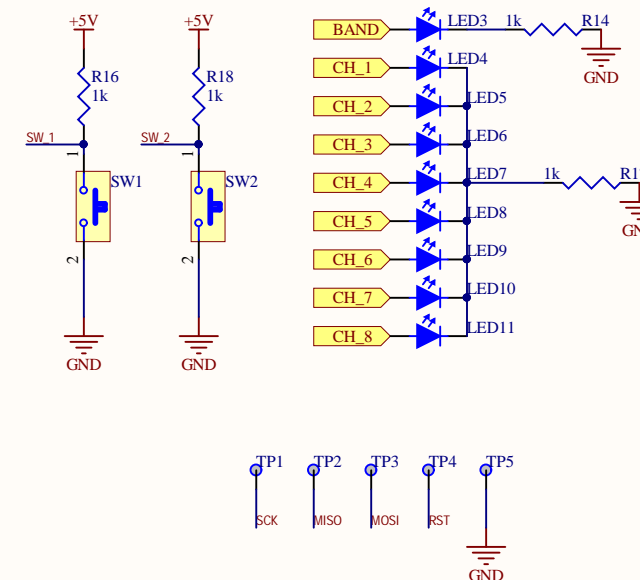 +5V
+5V
R16
1k
R18
1k
SW_1
SW_2
1
1
SW1
SW2
2
2
GND
GND
BAND
LED3
1k
R14
GND
CH_1
LED4
CH_2
LED5
CH_3
LED6
CH_4
LED7
1k
CH_5
LED8
CH_6
LED9
CH_7
LED10
CH_8
LED11
TP1
TP2
TP3
TP4
TP5
SCK
MISO
MOSI
RST
GND